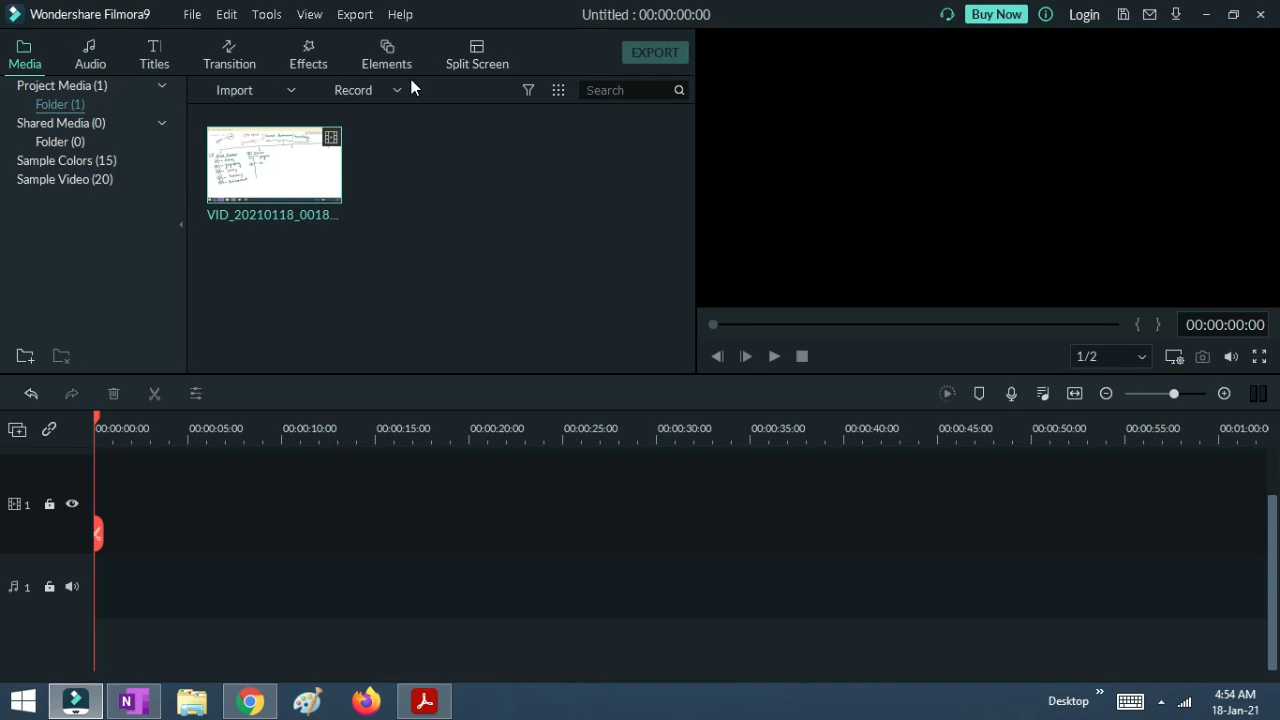 Wondershare Filmora9 File Edit Tools View Export Help Untitled : 00:00:00:00 Buy Now Login
Media Audio Titles Transition Effects Elements Split Screen EXPORT
Project Media (1)
Folder (1)
Shared Media (0)
Folder (0)
Sample Colors (15)
Sample Video (20)
Import Record Search
VID_20210118_0018...
00:00:00:00
1/2
00:00:00:00 00:00:05:00 00:00:10:00 00:00:15:00 00:00:20:00 00:00:25:00 00:00:30:00 00:00:35:00 00:00:40:00 00:00:45:00 00:00:50:00 00:00:55:00 00:01:00:0
1
1
Desktop
4:54 AM
18-Jan-21